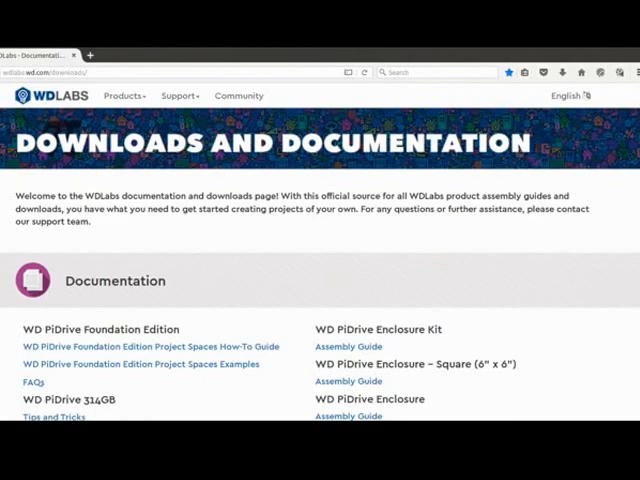 DLabs - Documentati...
wdlabs.wd.com/downloads/
Search
WDLABS
Products
Support
Community
English
DOWNLOADS AND DOCUMENTATION
Welcome to the WDLabs documentation and downloads page! With this official source for all WDLabs product assembly guides and
downloads, you have what you need to get started creating projects of your own. For any questions or further assistance, please contact
our support team.
Documentation
WD PiDrive Foundation Edition
WD PiDrive Foundation Edition Project Spaces How-To Guide
WD PiDrive Foundation Edition Project Spaces Examples
FAQs
WD PiDrive 314GB
Tips and Tricks
WD PiDrive Enclosure Kit
Assembly Guide
WD PiDrive Enclosure – Square (6" x 6")
Assembly Guide
WD PiDrive Enclosure
Assembly Guide